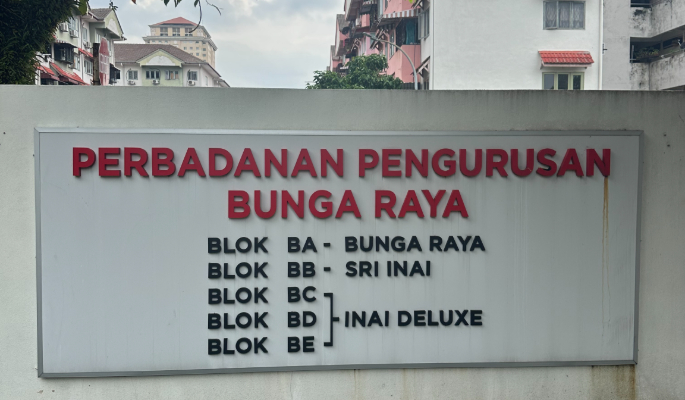 PERBADANAN PENGURUSAN
BUNGA RAYA
BLOK BA - BUNGA RAYA
BLOK BB - SRI INAI
BLOK BC
BLOK BD INAI DELUXE
BLOK BE